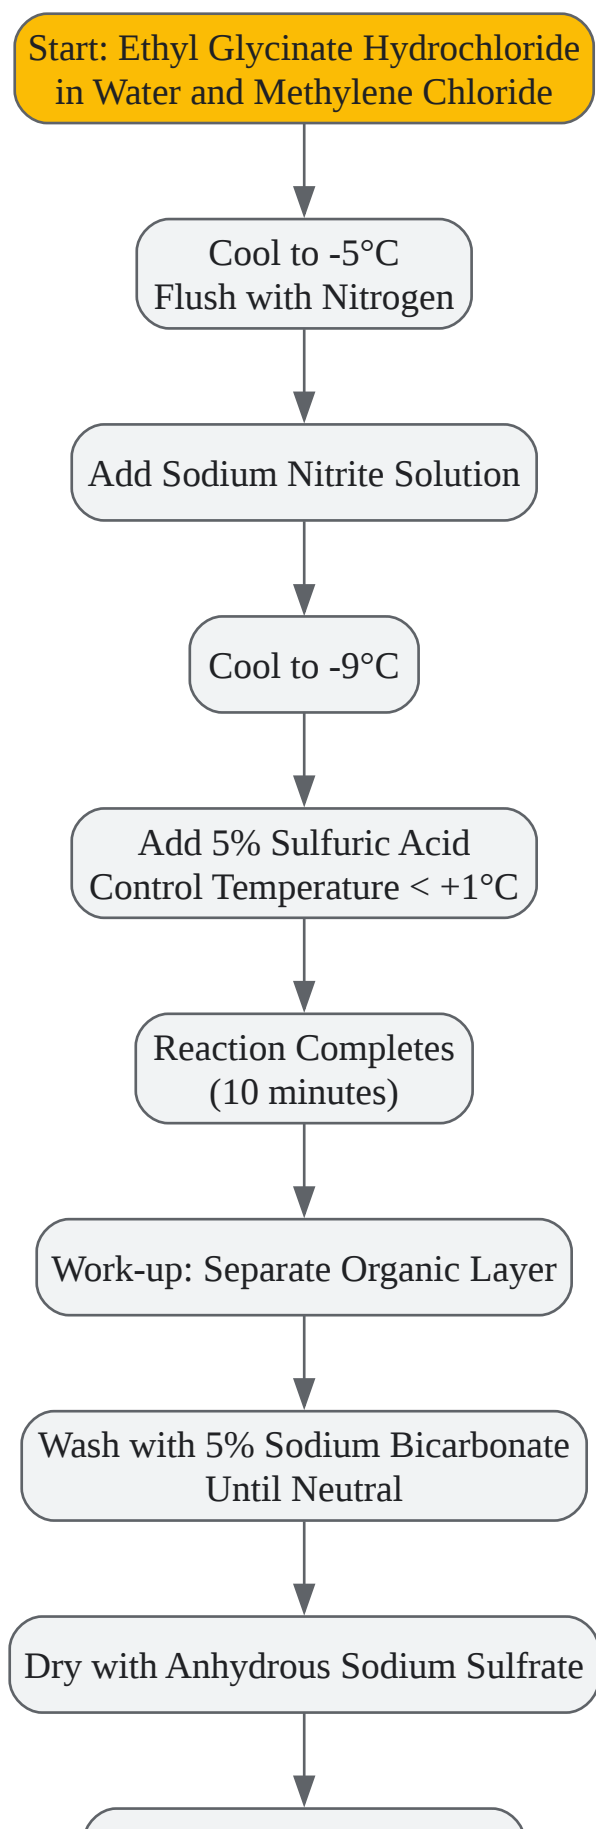 Start: Ethyl Glycinate Hydrochloride
in Water and Methylene Chloride
Cool to -5°C
Flush with Nitrogen
Add Sodium Nitrite Solution
Cool to -9°C
Add 5% Sulfuric Acid
Control Temperature < +1°C
Reaction Completes
(10 minutes)
Work-up: Separate Organic Layer
Wash with 5% Sodium Bicarbonate
Until Neutral
Dry with Anhydrous Sodium Sulfrate